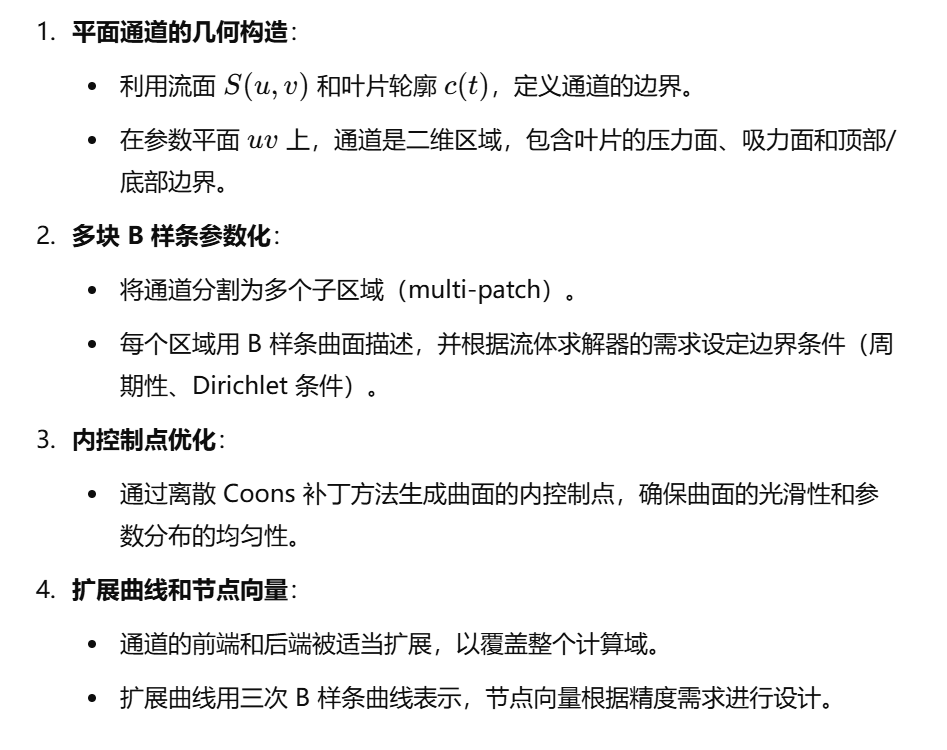 1. 平面通道的几何构造：
• 利用流面 S(u, v) 和叶片轮廓 c(t)，定义通道的边界。
• 在参数平面 uv 上，通道是二维区域，包含叶片的压力面、吸力面和顶部/
底部边界。
2. 多块 B 样条参数化：
• 将通道分割为多个子区域（multi-patch）。
• 每个区域用 B 样条曲面描述，并根据流体求解器的需求设定边界条件（周
期性、Dirichlet 条件）。
3. 内控制点优化：
• 通过离散 Coons 补丁方法生成曲面的内控制点，确保曲面的光滑性和参
数分布的均匀性。
4. 扩展曲线和节点向量：
• 通道的前端和后端被适当扩展，以覆盖整个计算域。
• 扩展曲线用三次 B 样条曲线表示，节点向量根据精度需求进行设计。